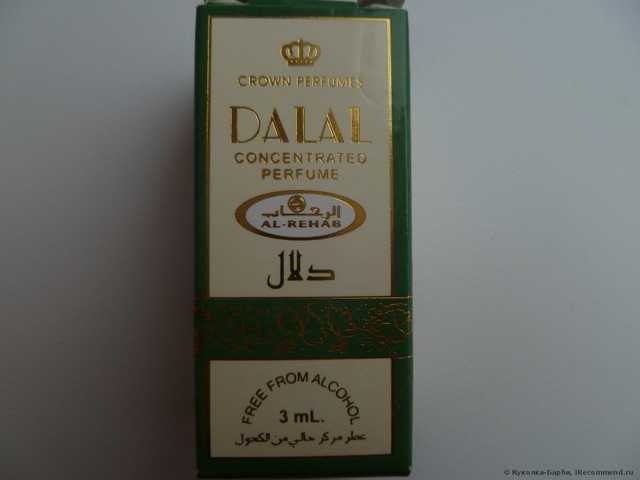 CROWN PERFUMES
DALAL
CONCENTRATED
PERFUME
الرحاب
AL-REHAB
دلال
FREE FROM ALCOHOL
3 mL.
عطر مركز خالي من الكحول
© Куколка-Барби, IRecommend.ru